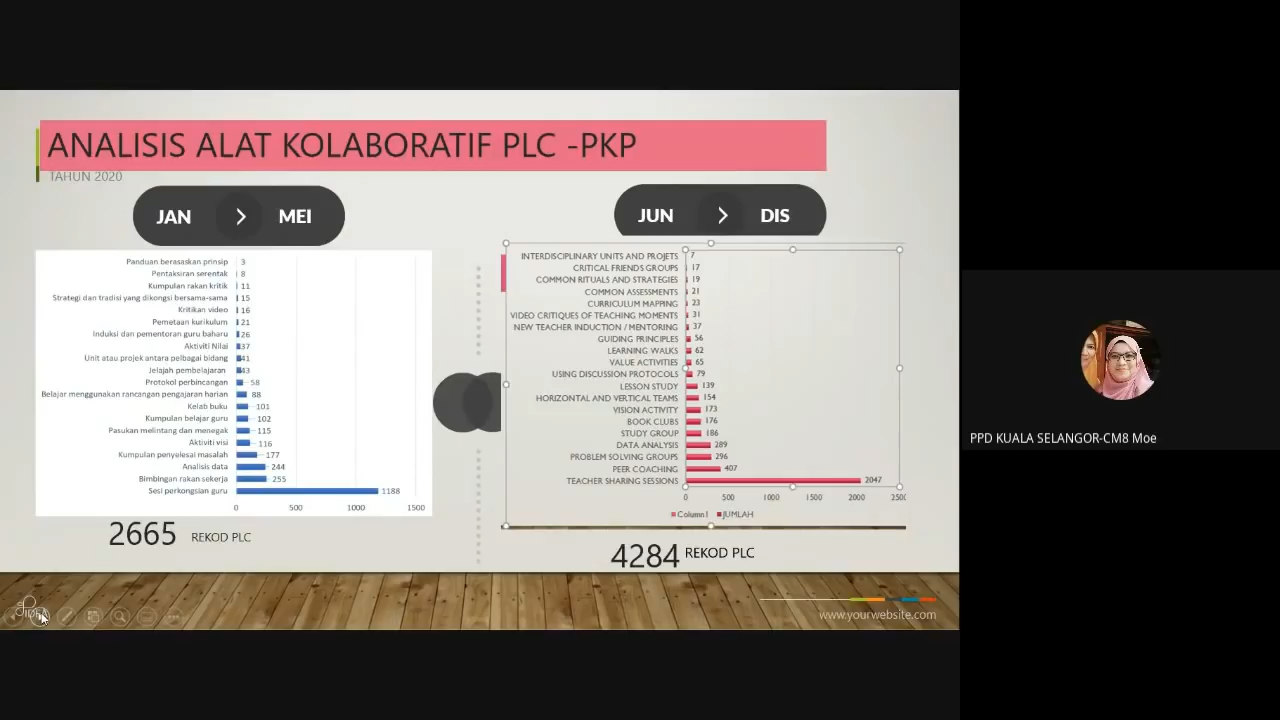 ANALISIS ALAT KOLABORATIF PLC -PKP
TAHUN 2020
JAN > MEI
Panduan berasaskan prinsip 3
Pentaksiran serentak 8
Kumpulan rakan kritik 11
Strategi dan tradisi yang dikongsi bersama-sama 15
Kritikan video 16
Pemetaan kurikulum 21
Induksi dan pementoran guru baharu 26
Aktiviti Nilai 37
Unit atau projek antara pelbagai bidang 41
Jelajah pembelajaran 43
Protokol perbincangan 58
Belajar menggunakan rancangan pengajaran harian 88
Kelab buku 101
Kumpulan belajar guru 102
Pasukan melintang dan menegak 115
Aktiviti visi 116
Kumpulan penyelesai masalah 177
Analisis data 244
Bimbingan rakan sekerja 255
Sesi perkongsian guru 1188
0 500 1000 1500
2665 REKOD PLC
JUN > DIS
INTERDISCIPLINARY UNITS AND PROJETS 7
CRITICAL FRIENDS GROUPS 17
COMMON RITUALS AND STRATEGIES 19
COMMON ASSESSMENTS 21
CURRICULUM MAPPING 23
VIDEO CRITIQUES OF TEACHING MOMENTS 31
NEW TEACHER INDUCTION / MENTORING 37
GUIDING PRINCIPLES 56
LEARNING WALKS 62
VALUE ACTIVITIES 65
USING DISCUSSION PROTOCOLS 79
LESSON STUDY 139
HORIZONTAL AND VERTICAL TEAMS 154
VISION ACTIVITY 173
BOOK CLUBS 176
STUDY GROUP 186
DATA ANALYSIS 289
PROBLEM SOLVING GROUPS 296
PEER COACHING 407
TEACHER SHARING SESSIONS 2047
0 500 1000 1500 2000 2500
Column1 JUMLAH
4284 REKOD PLC
www.yourwebsite.com
PPD KUALA SELANGOR-CM8 Moe